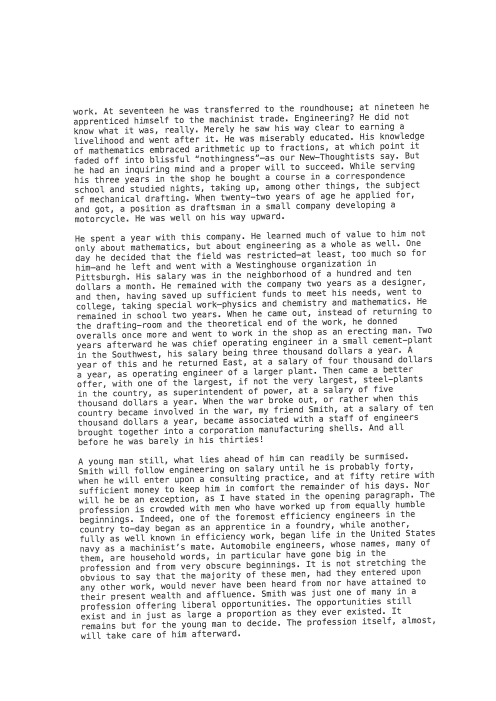 work. At seventeen he was transferred to the roundhouse; at nineteen he
apprenticed himself to the machinist trade. Engineering? He did not
know what it was, really. Merely he saw his way clear to earning a
livelihood and went after it. He was miserably educated. His knowledge
of mathematics embraced arithmetic up to fractions, at which point it
faded off into blissful “nothingness”—as our New—Thoughtists say. But
he had an inquiring mind and a proper will to succeed. While serving
his three years in the shop he bought a course in a correspondence
school and studied nights, taking up, among other things, the subject
of mechanical drafting. When twenty—two years of age he applied for,
and got, a position as draftsman in a small company developing a
motorcycle. He was well on his way upward.

He spent a year with this company. He learned much of value to him not
only about mathematics, but about engineering as a whole as well. One
day he decided that the field was restricted—at least, too much so for
him—and he left and went with a Westinghouse organization in
Pittsburgh. His salary was in the neighborhood of a hundred and ten
dollars a month. He remained with the company two years as a designer,
and then, having saved up sufficient funds to meet his needs, went to
college, taking special work—physics and chemistry and mathematics. He
remained in school two years. When he came out, instead of returning to
the drafting—room and the theoretical end of the work, he donned
overalls once more and went to work in the shop as an erecting man. Two
years afterward he was chief operating engineer in a small cement—plant
in the Southwest, his salary being three thousand dollars a year. A
year of this and he returned East, at a salary of four thousand dollars
a year, as operating engineer of a larger plant. Then came a better
offer, with one of the largest, if not the very largest, steel—plants
in the country, as superintendent of power, at a salary of five
thousand dollars a year. When the war broke out, or rather when this
country became involved in the war, my friend Smith, at a salary of ten
thousand dollars a year, became associated with a staff of engineers
brought together into a corporation manufacturing shells. And all
before he was barely in his thirties!

A young man still, what lies ahead of him can readily be surmised.
Smith will follow engineering on salary until he is probably forty,
when he will enter upon a consulting practice, and at fifty retire with
sufficient money to keep him in comfort the remainder of his days. Nor
will he be an exception, as I have stated in the opening paragraph. The
profession is crowded with men who have worked up from equally humble
beginnings. Indeed, one of the foremost efficiency engineers in the
country to—day began as an apprentice in a foundry, while another,
fully as well known in efficiency work, began life in the United States
navy as a machinist's mate. Automobile engineers, whose names, many of
them, are household words, in particular have gone big in the
profession and from very obscure beginnings. It is not stretching the
obvious to say that the majority of these men, had they entered upon
any other work, would never have been heard from nor have attained to
their present wealth and affluence. Smith was just one of many in a
profession offering liberal opportunities. The opportunities still
exist and in just as large a proportion as they ever existed. It
remains but for the young man to decide. The profession itself, almost,
will take care of him afterward.